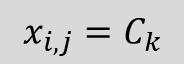 x_{i,j} = C_k